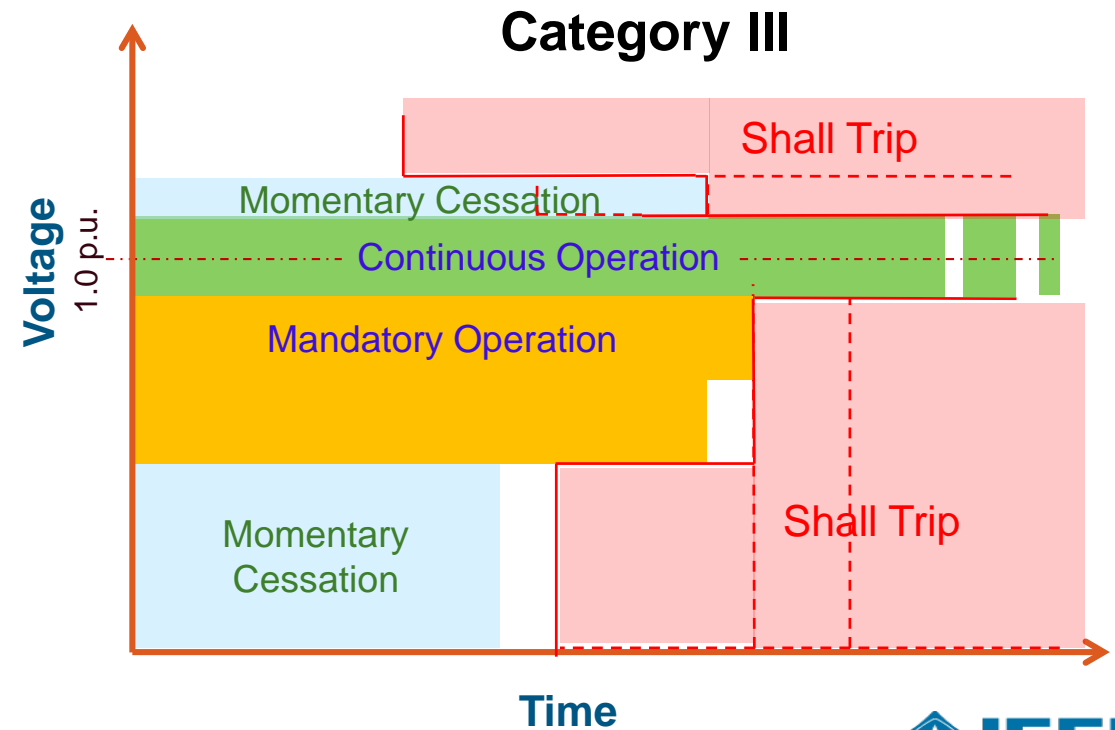 Category III
Shall Trip
Momentary Cessation
Voltage
1.0 p.u.
Continuous Operation
Mandatory Operation
Momentary
Cessation
Shall Trip
Time